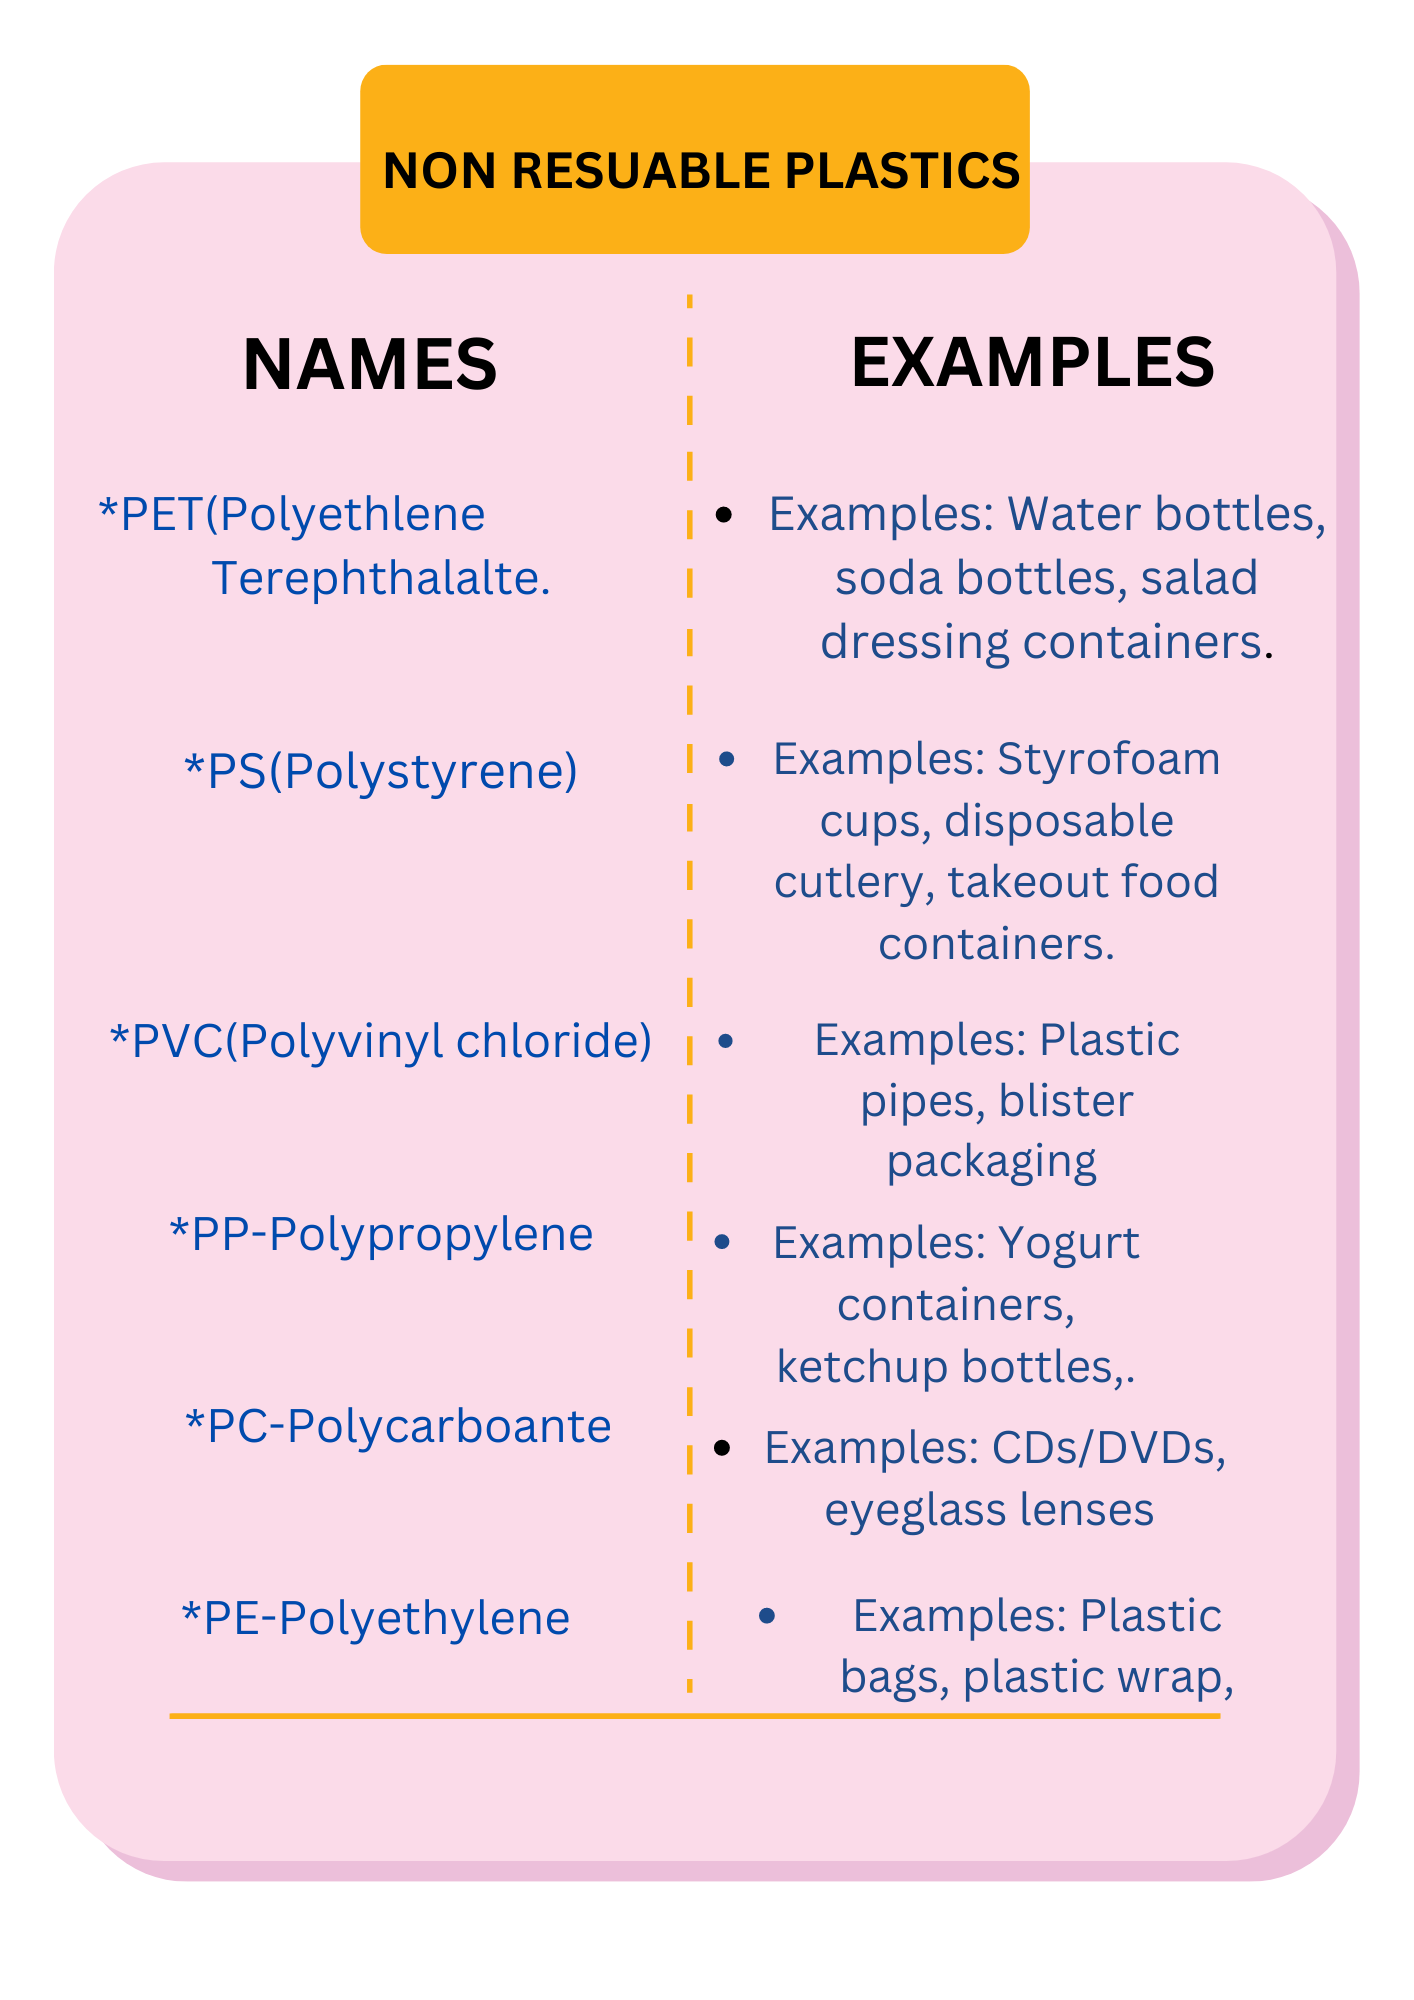 NON RESUABLE PLASTICS
NAMES
EXAMPLES
*PET(Polyethlene
Terephthalalte.
• Examples: Water bottles,
soda bottles, salad
dressing containers.
*PS(Polystyrene)
• Examples: Styrofoam
cups, disposable
cutlery, takeout food
containers.
*PVC(Polyvinyl chloride)
• Examples: Plastic
pipes, blister
packaging
*PP-Polypropylene
• Examples: Yogurt
containers,
ketchup bottles,.
*PC-Polycarboante
• Examples: CDs/DVDs,
eyeglass lenses
*PE-Polyethylene
• Examples: Plastic
bags, plastic wrap,